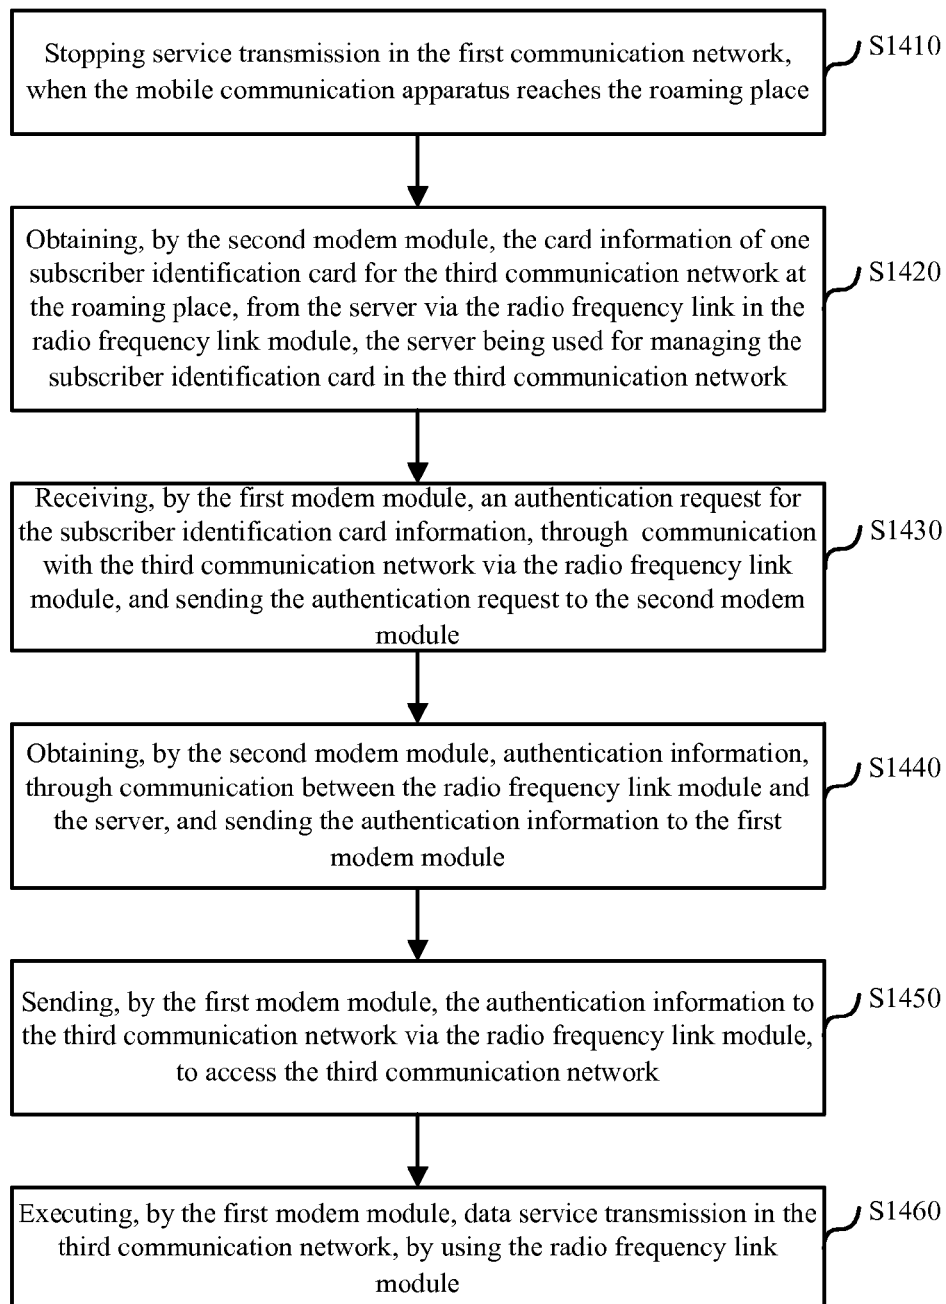 Stopping service transmission in the first communication network,
when the mobile communication apparatus reaches the roaming place
S1410
Obtaining, by the second modem module, the card information of one
subscriber identification card for the third communication network at
the roaming place, from the server via the radio frequency link in the
radio frequency link module, the server being used for managing the
subscriber identification card in the third communication network
S1420
Receiving, by the first modem module, an authentication request for
the subscriber identification card information, through communication
with the third communication network via the radio frequency link
module, and sending the authentication request to the second modem
module
S1430
Obtaining, by the second modem module, authentication information,
through communication between the radio frequency link module and
the server, and sending the authentication information to the first
modem module
S1440
Sending, by the first modem module, the authentication information to
the third communication network via the radio frequency link module,
to access the third communication network
S1450
Executing, by the first modem module, data service transmission in the
third communication network, by using the radio frequency link
module
S1460